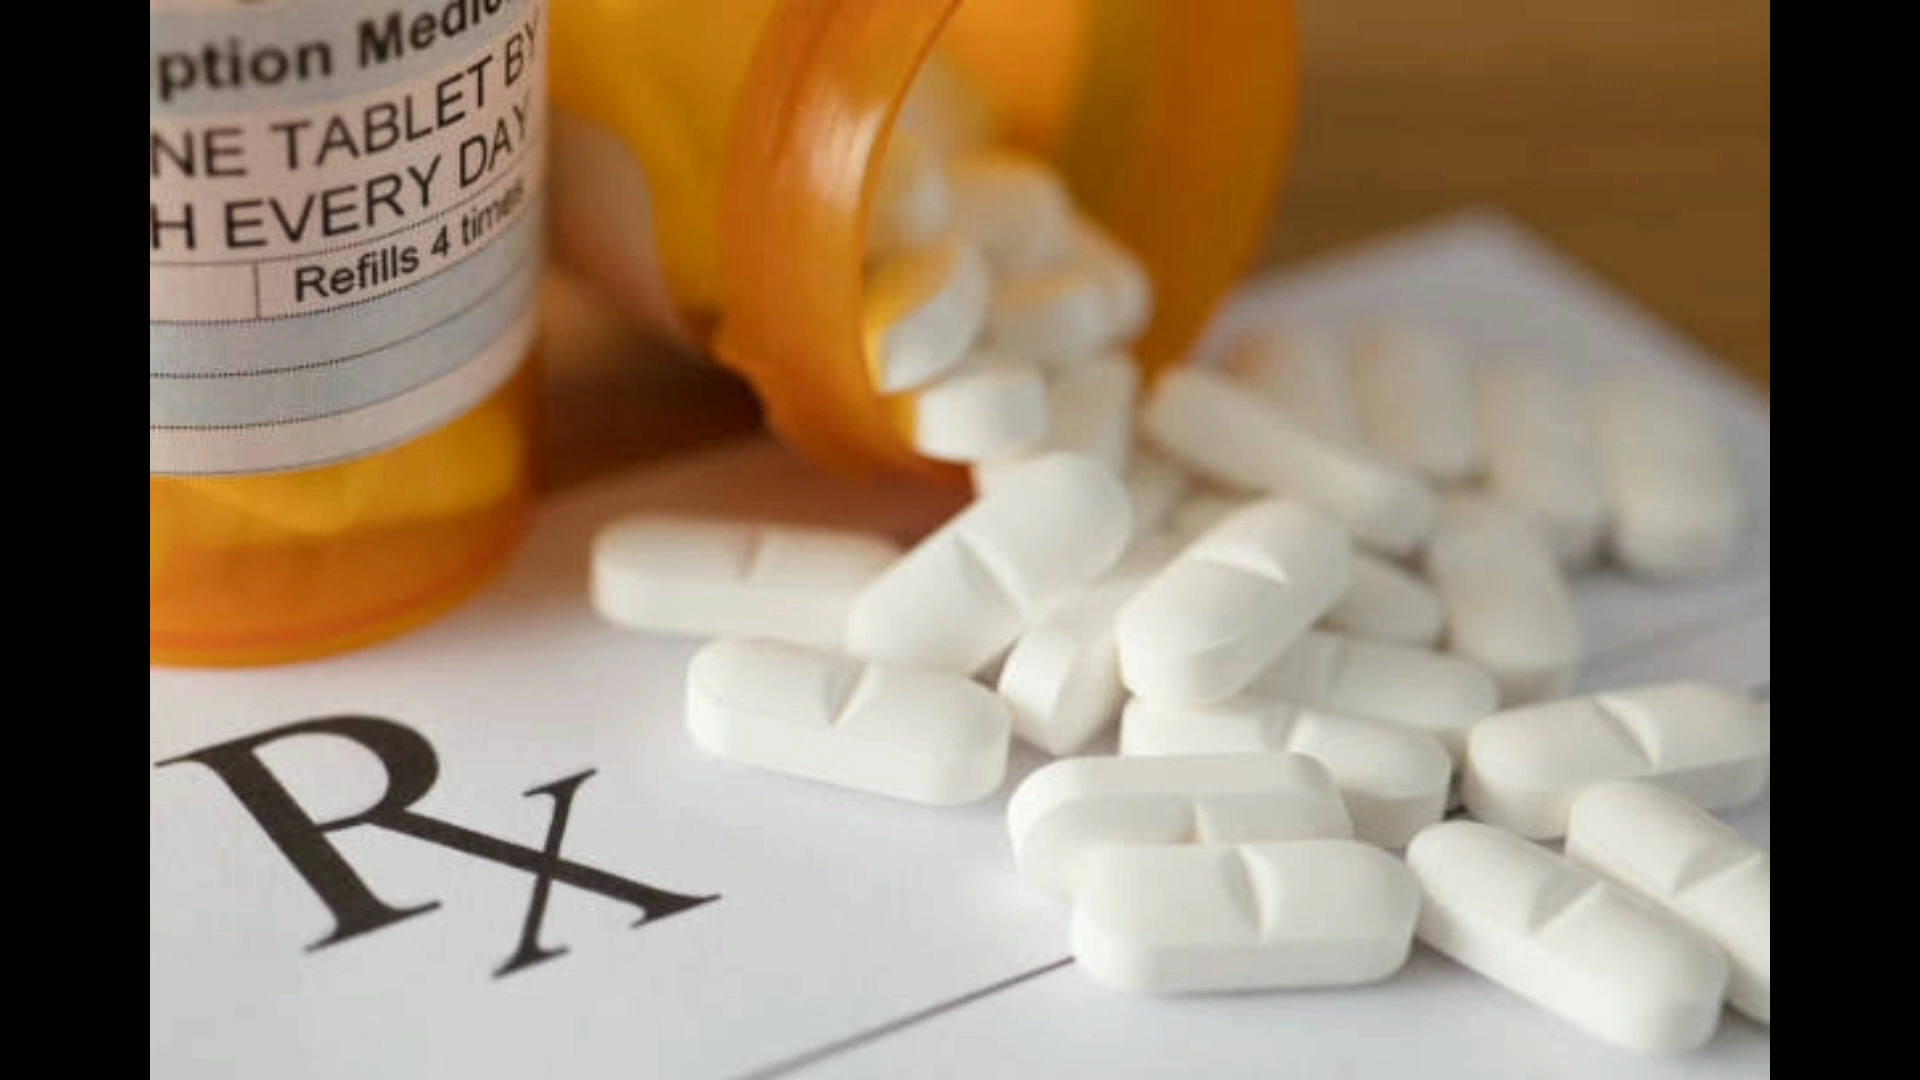 ption Medic
NE TABLET BY
H EVERY DAY
Refills 4 times
Rx